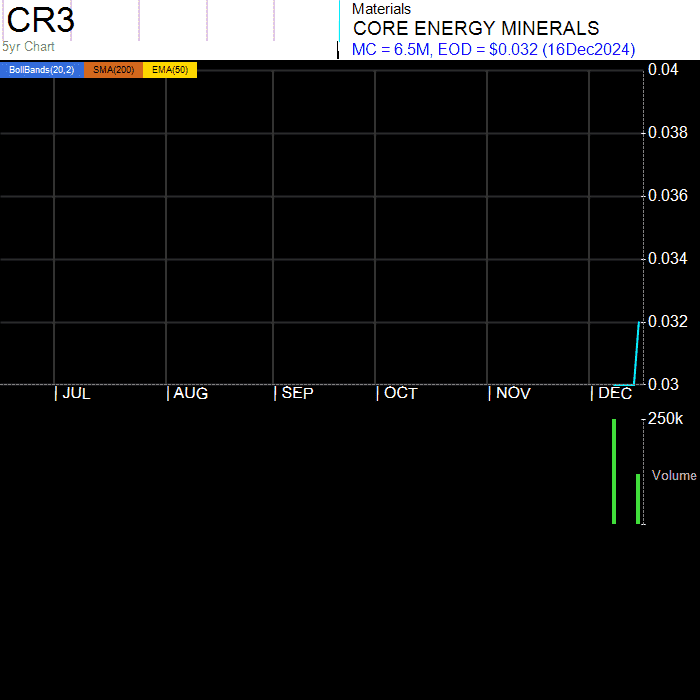 CR3
5yr Chart
Materials
CORE ENERGY MINERALS
MC = 6.5M, EOD = $0.032 (16Dec2024)
BollBands(20,2) SMA(200) EMA(50)
0.04
0.038
0.036
0.034
0.032
0.03
| JUL | AUG | SEP | OCT | NOV | DEC
250k
Volume